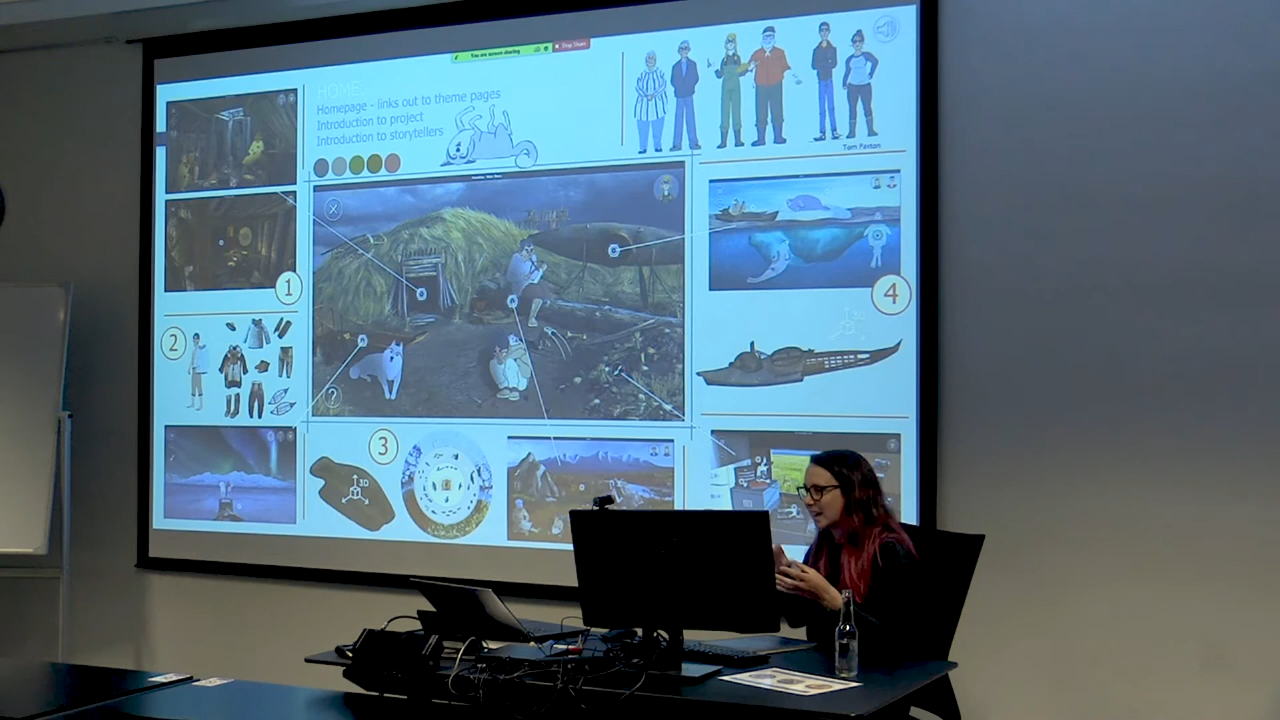 You are screen sharing
Stop Share
HOME:
Homepage - links out to theme pages
Introduction to project
Introduction to storytellers
Tom Paxton
1
2
3
4
3D
3D
?